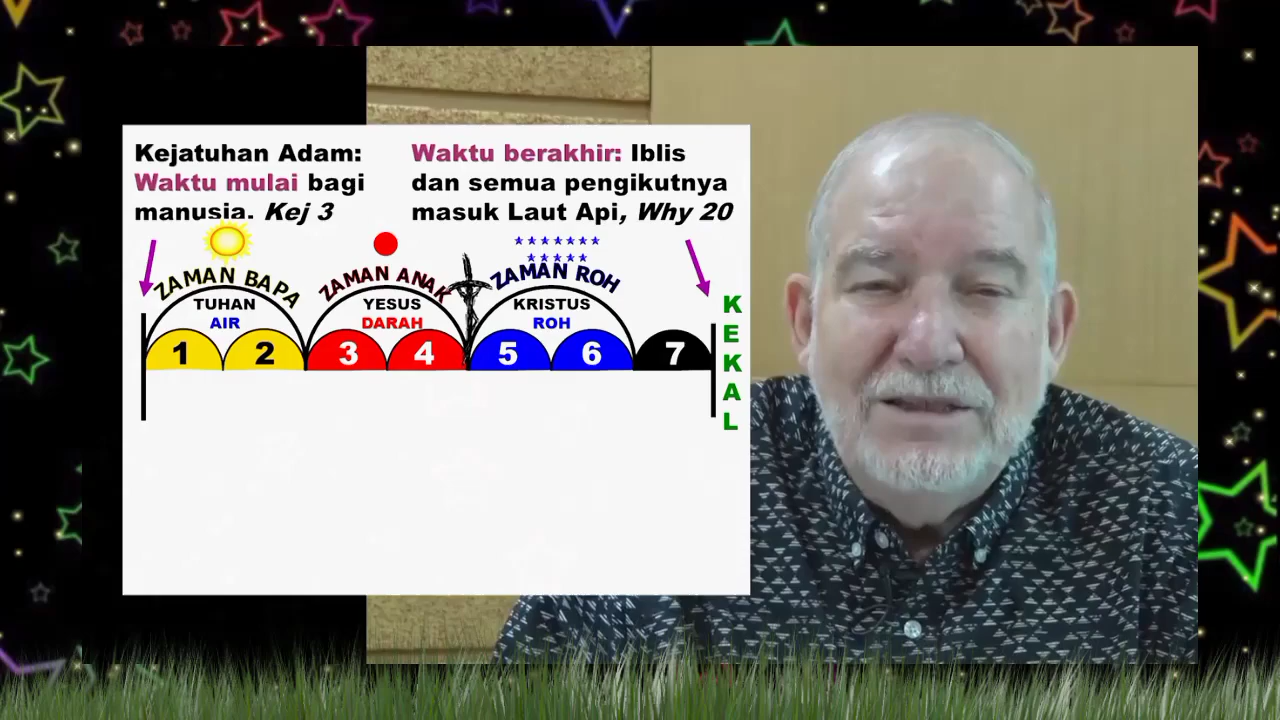 Kejatuhan Adam:
Waktu mulai bagi
manusia. Kej 3
Waktu berakhir: Iblis
dan semua pengikutnya
masuk Laut Api, Why 20
ZAMAN BAPA
ZAMAN ANAK
ZAMAN ROH
TUHAN
YESUS
KRISTUS
AIR
DARAH
ROH
1 2 3 4 5 6 7
KEKAL